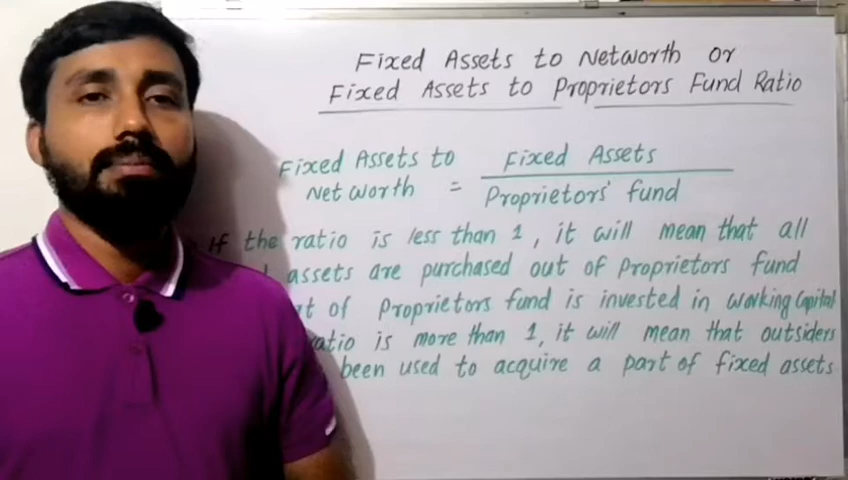 Fixed Assets to Networth or
Fixed Assets to Proprietors Fund Ratio
Fixed Assets to Net worth = Fixed Assets
Proprietors' fund
If the ratio is less than 1, it will mean that all
assets are purchased out of Proprietors fund
of Proprietors fund is invested in working Capital
ratio is more than 1, it will mean that outsiders
been used to acquire a part of fixed assets